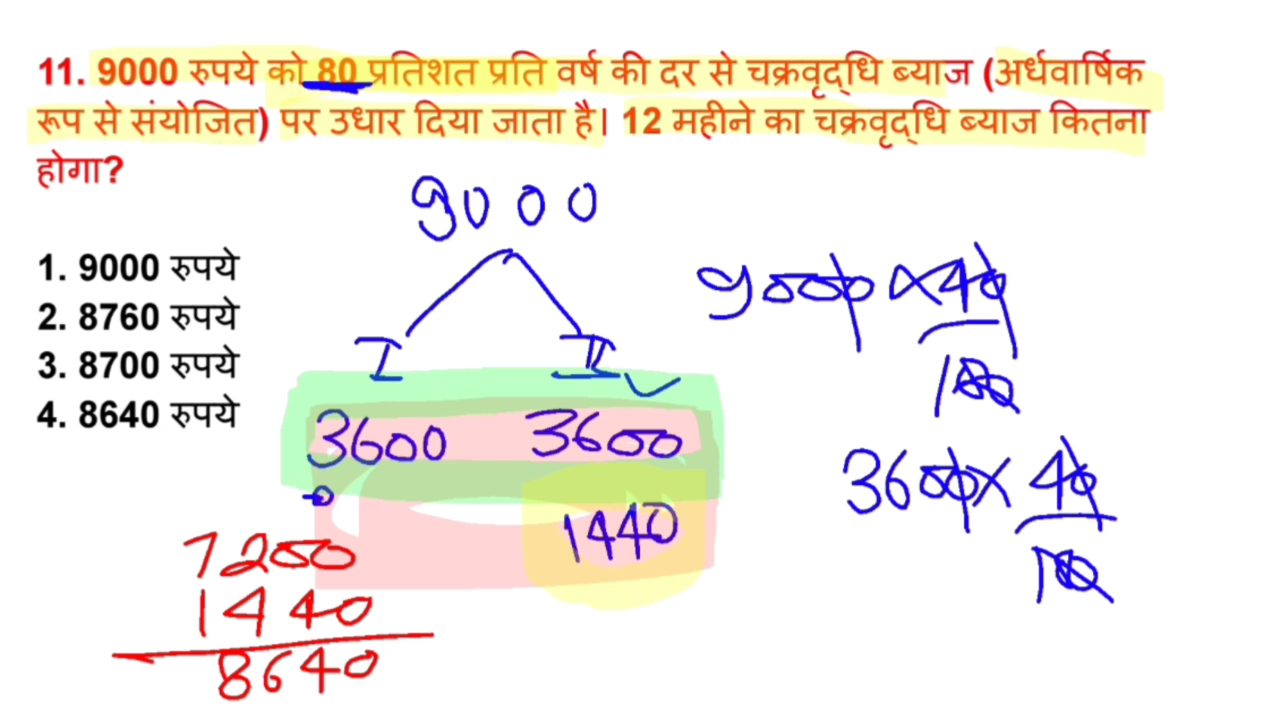 11. 9000 रुपये को 80 प्रतिशत प्रति वर्ष की दर से चक्रवृद्धि ब्याज (अर्धवार्षिक
रूप से संयोजित) पर उधार दिया जाता है। 12 महीने का चक्रवृद्धि ब्याज कितना
होगा?
9000
1. 9000 रुपये
2. 8760 रुपये
3. 8700 रुपये
4. 8640 रुपये
I II
3600 3600
1440
9000 × 40
100
3600 × 40
100
7200
1440
8640